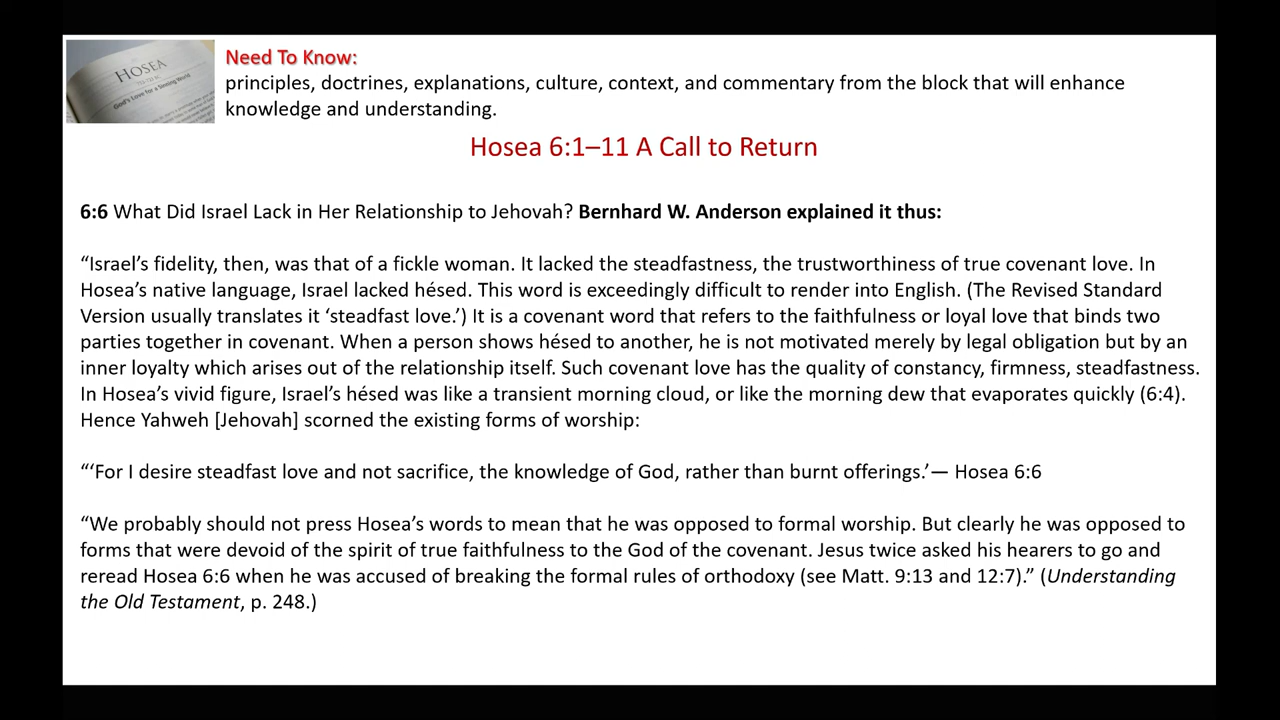 HOSEA
God's Love for a Sinning World
Need To Know:
principles, doctrines, explanations, culture, context, and commentary from the block that will enhance
knowledge and understanding.
Hosea 6:1–11 A Call to Return
6:6 What Did Israel Lack in Her Relationship to Jehovah? Bernhard W. Anderson explained it thus:
“Israel’s fidelity, then, was that of a fickle woman. It lacked the steadfastness, the trustworthiness of true covenant love. In
Hosea’s native language, Israel lacked hésed. This word is exceedingly difficult to render into English. (The Revised Standard
Version usually translates it ‘steadfast love.’) It is a covenant word that refers to the faithfulness or loyal love that binds two
parties together in covenant. When a person shows hésed to another, he is not motivated merely by legal obligation but by an
inner loyalty which arises out of the relationship itself. Such covenant love has the quality of constancy, firmness, steadfastness.
In Hosea’s vivid figure, Israel’s hésed was like a transient morning cloud, or like the morning dew that evaporates quickly (6:4).
Hence Yahweh [Jehovah] scorned the existing forms of worship:
“‘For I desire steadfast love and not sacrifice, the knowledge of God, rather than burnt offerings.’— Hosea 6:6
“We probably should not press Hosea’s words to mean that he was opposed to formal worship. But clearly he was opposed to
forms that were devoid of the spirit of true faithfulness to the God of the covenant. Jesus twice asked his hearers to go and
reread Hosea 6:6 when he was accused of breaking the formal rules of orthodoxy (see Matt. 9:13 and 12:7).” (Understanding
the Old Testament, p. 248.)